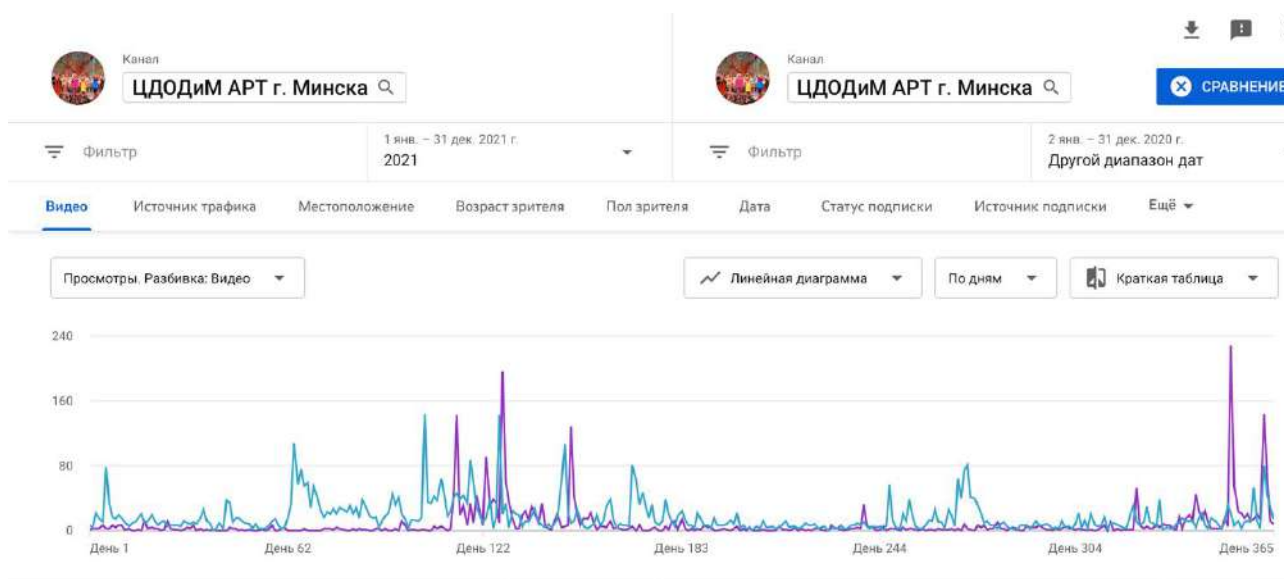 Канал
ЦДОДиМ АРТ г. Минска
Канал
ЦДОДиМ АРТ г. Минска
СРАВНЕНИЕ
Фильтр
1 янв. – 31 дек. 2021 г.
2021
Фильтр
2 янв. – 31 дек. 2020 г.
Другой диапазон дат
Видео Источник трафика Местоположение Возраст зрителя Пол зрителя Дата Статус подписки Источник подписки Ещё
Просмотры. Разбивка: Видео Линейная диаграмма По дням Краткая таблица
240
160
80
0
День 1 День 62 День 122 День 183 День 244 День 304 День 365